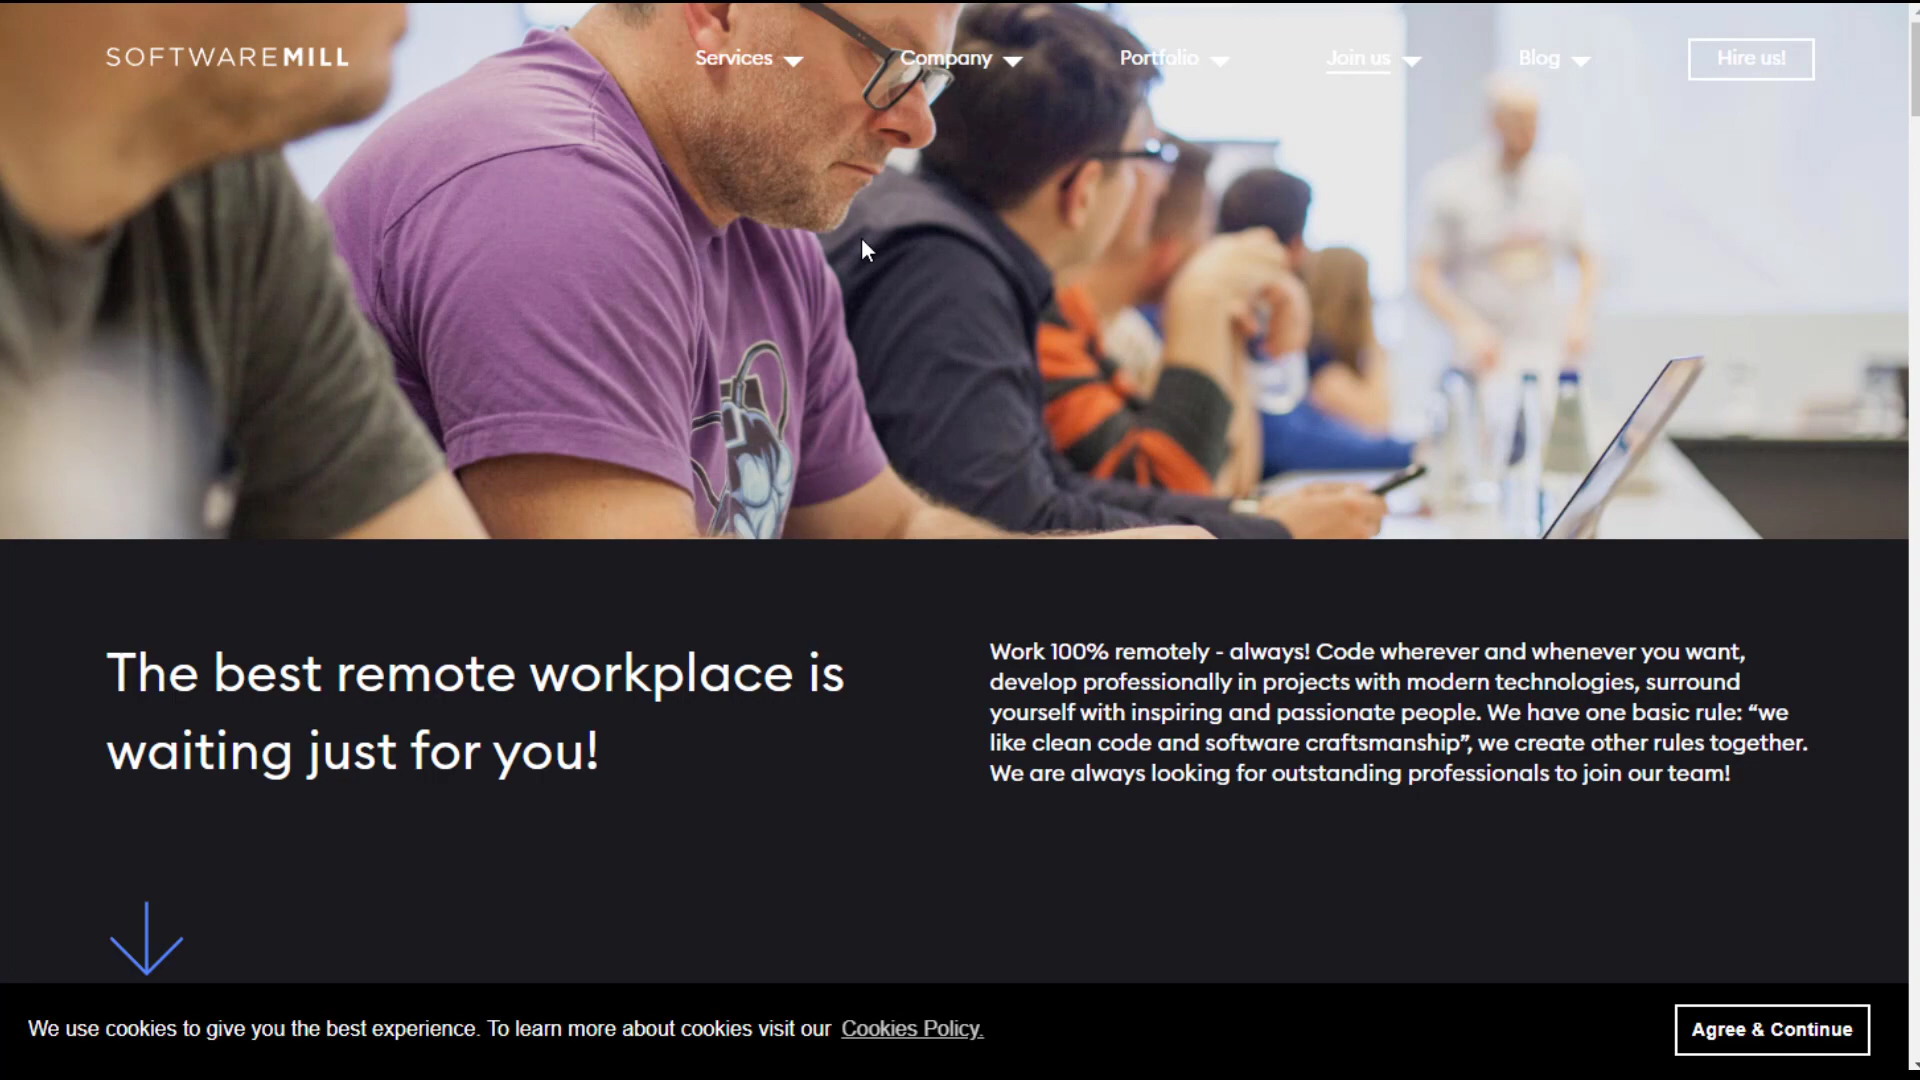 SOFTWAREMILL
Services
Company
Portfolio
Join us
Blog
Hire us!
The best remote workplace is
waiting just for you!
Work 100% remotely - always! Code wherever and whenever you want,
develop professionally in projects with modern technologies, surround
yourself with inspiring and passionate people. We have one basic rule: “we
like clean code and software craftsmanship”, we create other rules together.
We are always looking for outstanding professionals to join our team!
We use cookies to give you the best experience. To learn more about cookies visit our Cookies Policy.
Agree & Continue